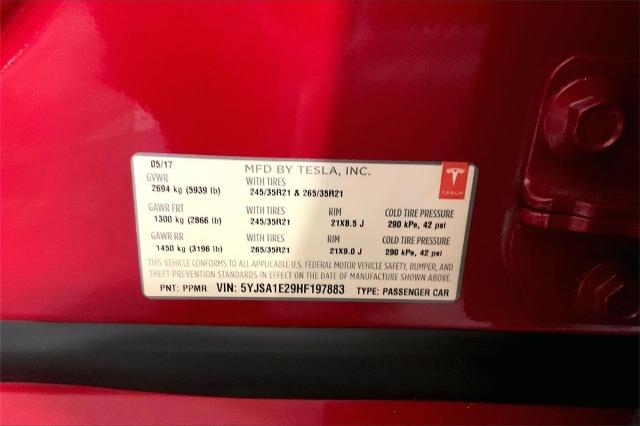 05/17 MFD BY TESLA, INC.
GVWR WITH TIRES
2694 kg (5939 lb) 245/35R21 & 265/35R21
GAWR FRT WITH TIRES RIM COLD TIRE PRESSURE
1300 kg (2866 lb) 245/35R21 21X8.5 J 290 kPa, 42 psi
GAWR RR WITH TIRES RIM COLD TIRE PRESSURE
1450 kg (3196 lb) 265/35R21 21X9.0 J 290 kPa, 42 psi
THIS VEHICLE CONFORMS TO ALL APPLICABLE U.S. FEDERAL MOTOR VEHICLE SAFETY, BUMPER, AND
THEFT PREVENTION STANDARDS IN EFFECT ON THE DATE OF MANUFACTURE SHOWN ABOVE.
PNT: PPMR VIN: 5YJSA1E29HF197883 TYPE: PASSENGER CAR
TESLA